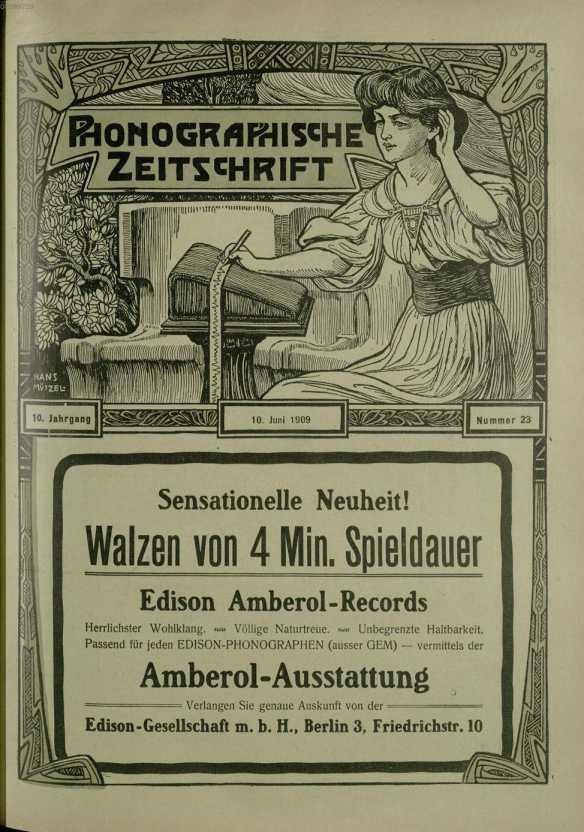 PHONOGRAPHISCHE
ZEITSCHRIFT
HANS
MÜTZEL
10. Jahrgang
10. Juni 1909
Nummer 23
Sensationelle Neuheit!
Walzen von 4 Min. Spieldauer
Edison Amberol-Records
Herrlichster Wohlklang. Völlige Naturtreue. Unbegrenzte Haltbarkeit.
Passend für jeden EDISON-PHONOGRAPHEN (ausser GEM) — vermittels der
Amberol-Ausstattung
Verlangen Sie genaue Auskunft von der
Edison-Gesellschaft m. b. H., Berlin 3, Friedrichstr. 10